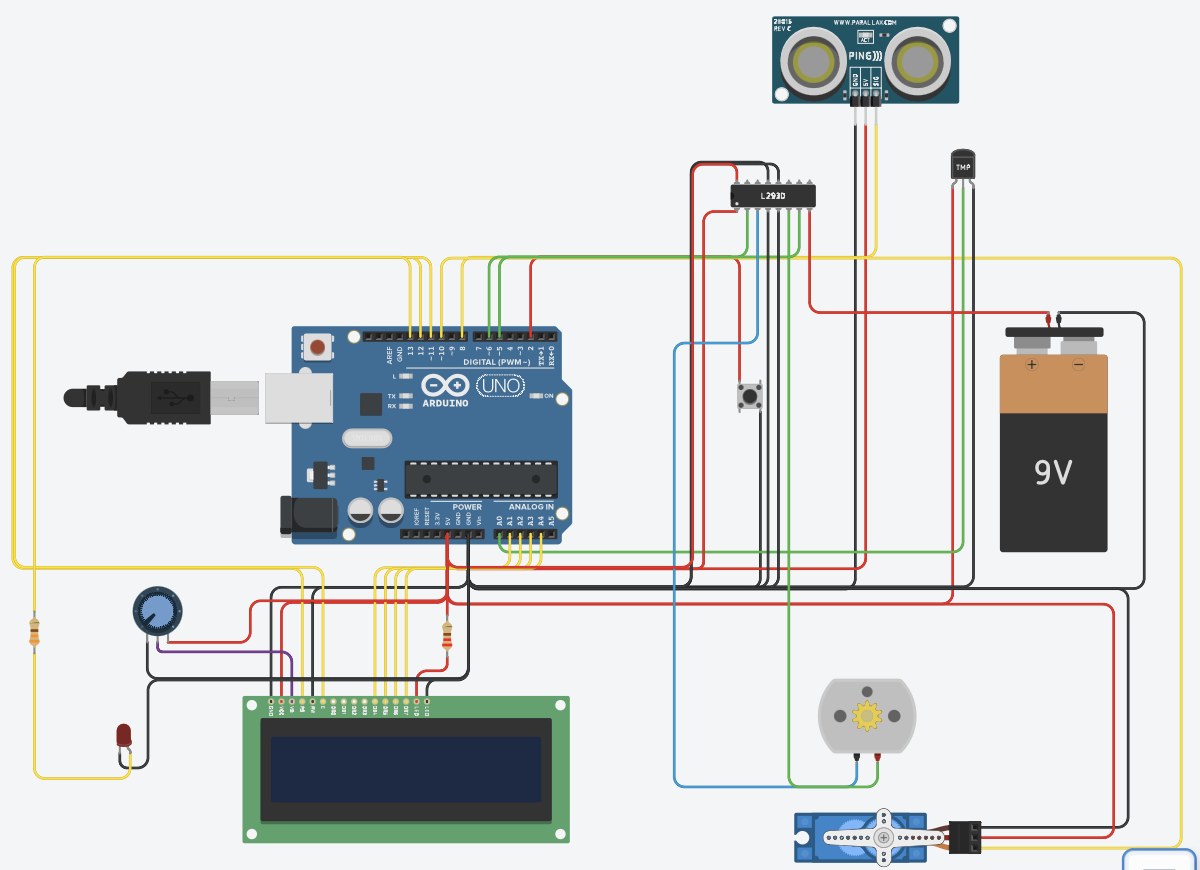 28015
REV C
WWW.PARALLAX.COM
PING)))
GND
5V
SIG
TMP
L293D
AREF
GND
13
12
~11
~10
~9
8
7
~6
~5
4
~3
2
TX→1
RX←0
DIGITAL (PWM~)
L
TX
RX
UNO
ARDUINO
ON
+
−
9V
POWER
ANALOG IN
IOREF
RESET
3.3V
5V
GND
GND
Vin
A0
A1
A2
A3
A4
A5